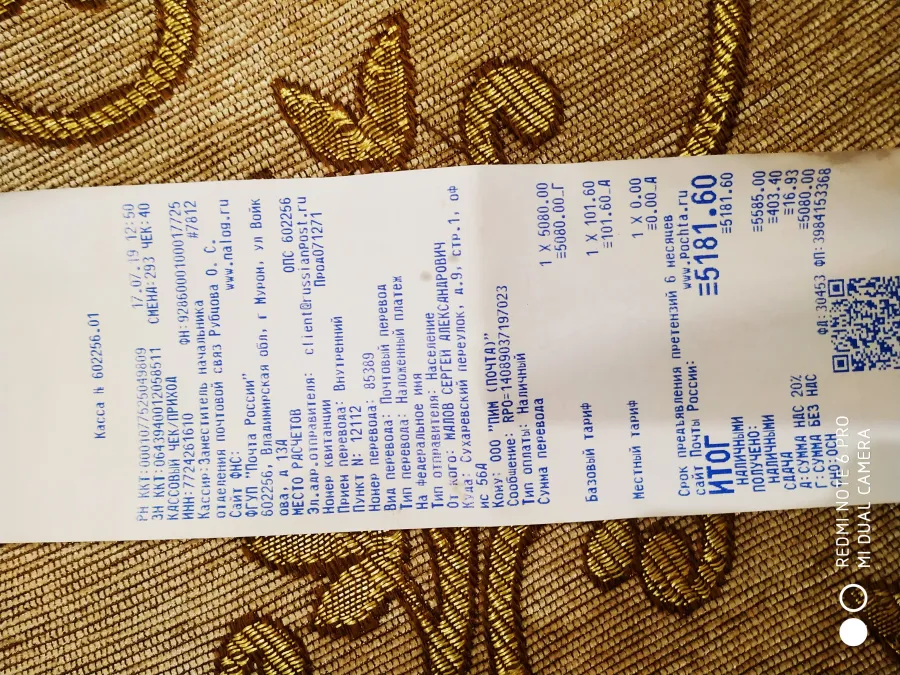 Касса N 602256.01
РН ККТ:0001077525049809 17.07.19 12:50
ЗН ККТ:0643940012058511 СМЕНА:293 ЧЕК:40
КАССОВЫЙ ЧЕК/ПРИХОД
ИНН:7724261610 ФН:9286000100017725
Кассир:Заместитель начальника #7812
отделения почтовой связ Рубцова О. С.
Сайт ФНС: www.nalog.ru
ФГУП "Почта России"
602256, Владимирская обл, г Муром, ул Войк
ова, д 13А
МЕСТО РАСЧЕТОВ ОПС 602256
Эл.адр.отправителя: client@russianPost.ru
Номер квитанции Прод071271
Прием перевода: Внутренний
Пункт N: 12112
Номер перевода: 85389
Вид перевода: Почтовый перевод
Тип перевода: Наложенный платеж
На федеральное имя
Тип отправителя: Население
От кого: МАЛОВ СЕРГЕЙ АЛЕКСАНДРОВИЧ
Куда: Сухаревский переулок, д.9, стр.1, оф
ис 56Д
Кому: ООО "ПИМ (ПОЧТА)"
Сообщение: RPO=14089037197023
Тип оплаты: Наличный
Сумма перевода
1 X 5080.00
≡5080.00_Г
Базовый тариф
1 X 101.60
≡101.60_А
Местный тариф
1 X 0.00
≡0.00_А
Срок предъявления претензий 6 месяцев
сайт Почты России: www.pochta.ru
ИТОГ ≡5181.60
НАЛИЧНЫМИ ≡5181.60
ПОЛУЧЕНО:
НАЛИЧНЫМИ ≡5585.00
СДАЧА ≡403.40
А:СУММА НДС 20% ≡16.93
Г:СУММА БЕЗ НДС ≡5080.00
СНО:ОСН ФД:30453 ФП:3984153368
REDMI NOTE 6 PRO
MI DUAL CAMERA